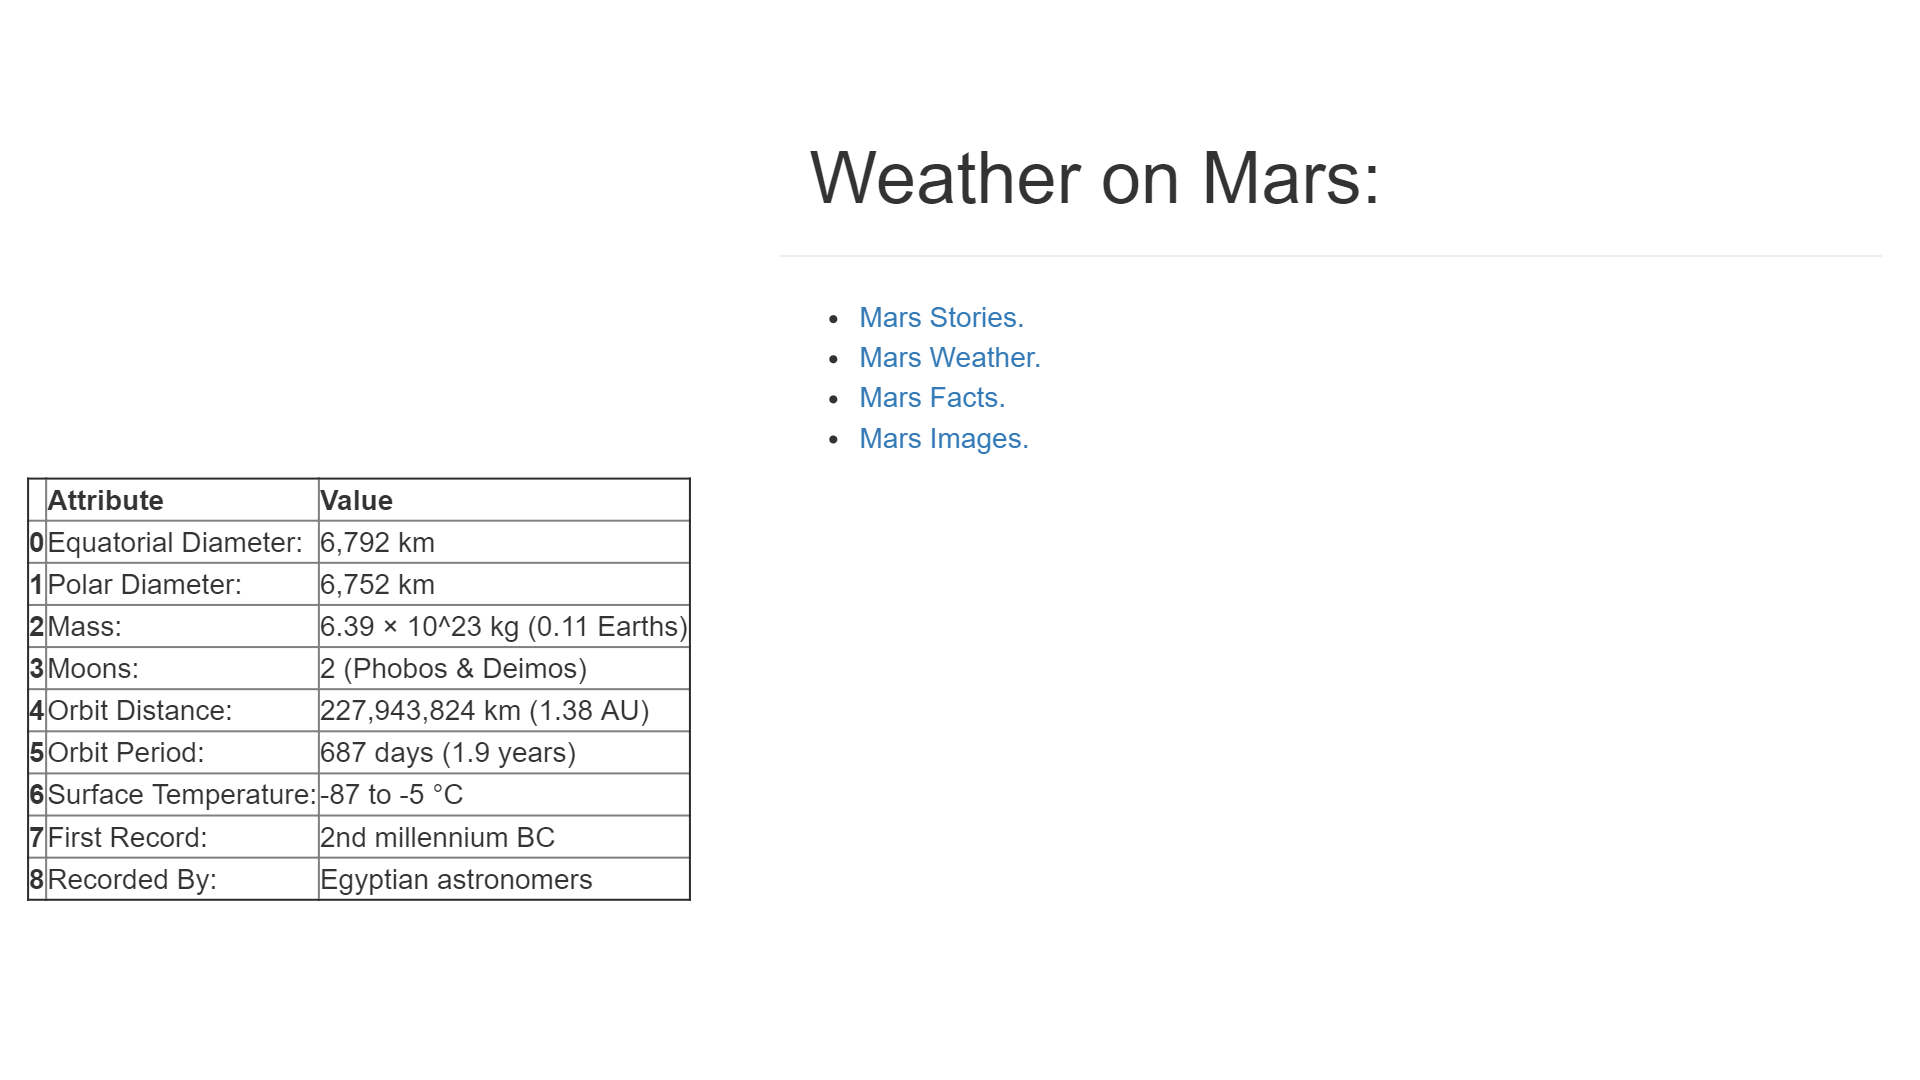 Weather on Mars:
Mars Stories.
Mars Weather.
Mars Facts.
Mars Images.
Attribute Value
0 Equatorial Diameter: 6,792 km
1 Polar Diameter: 6,752 km
2 Mass: 6.39 × 10^23 kg (0.11 Earths)
3 Moons: 2 (Phobos & Deimos)
4 Orbit Distance: 227,943,824 km (1.38 AU)
5 Orbit Period: 687 days (1.9 years)
6 Surface Temperature: -87 to -5 °C
7 First Record: 2nd millennium BC
8 Recorded By: Egyptian astronomers